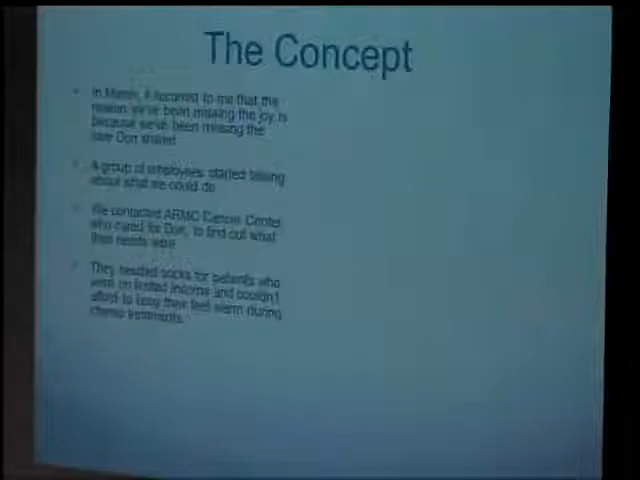 The Concept
• In March, it occurred to me that the
reason we've been missing the joy is
because we've been missing the
love Don shared
• A group of employees started talking
about what we could do
• We contacted ARMC Cancer Center
who cared for Don, to find out what
their needs were
• They needed socks for patients who
were on limited income and couldn't
afford to keep their feet warm during
chemo treatments.